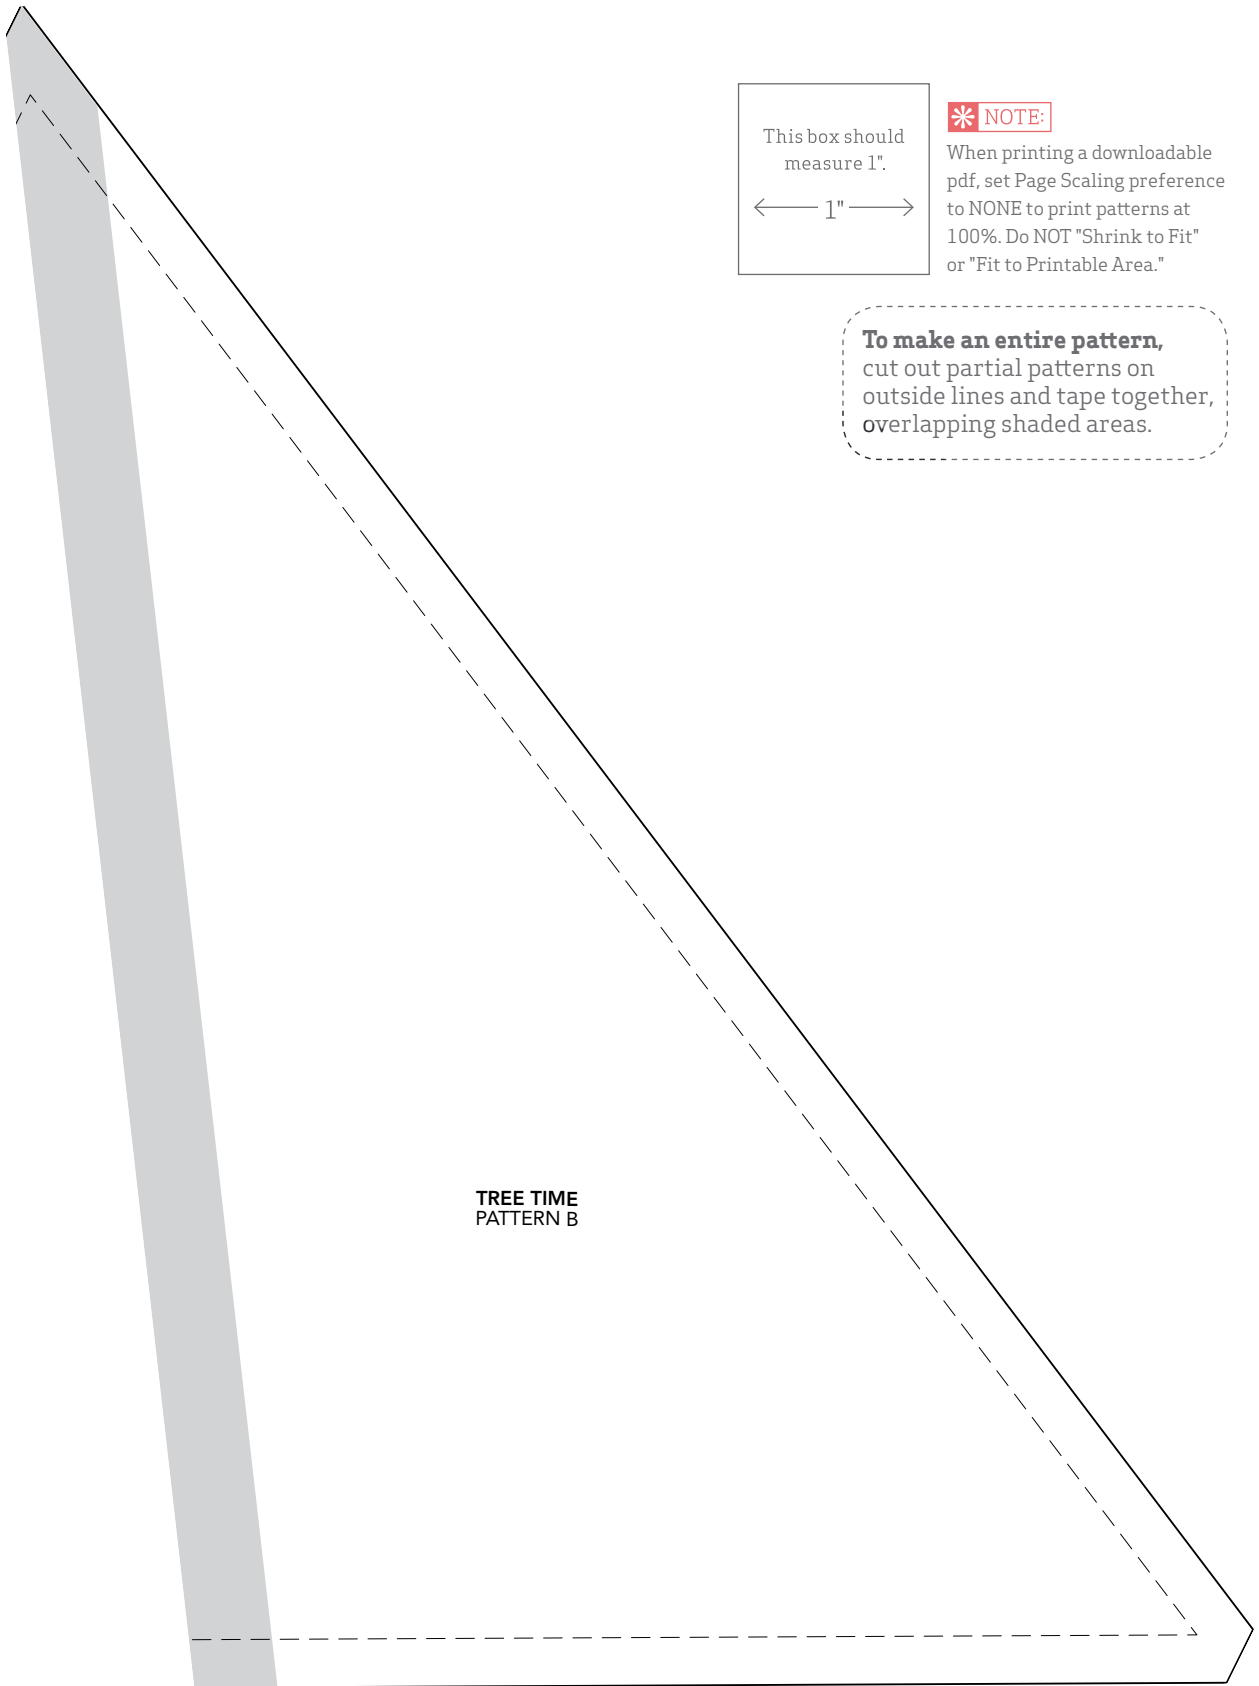 This box should
measure 1".
1"
NOTE:
When printing a downloadable
pdf, set Page Scaling preference
to NONE to print patterns at
100%. Do NOT "Shrink to Fit"
or "Fit to Printable Area."
To make an entire pattern,
cut out partial patterns on
outside lines and tape together,
overlapping shaded areas.
TREE TIME
PATTERN B